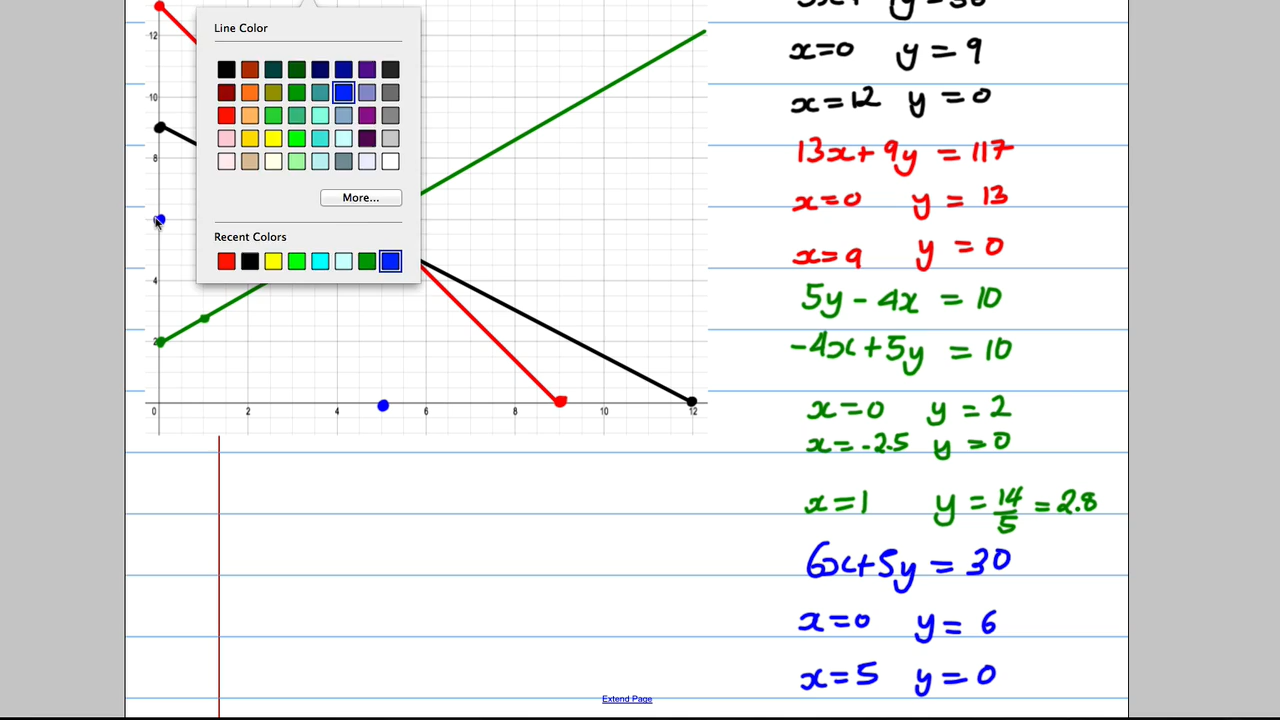 Line Color
More...
Recent Colors
12
10
8
6
4
2
0 2 4 6 8 10 12
x=0 y=9
x=12 y=0
13x+9y=117
x=0 y=13
x=9 y=0
5y-4x=10
-4x+5y=10
x=0 y=2
x=-2.5 y=0
x=1 y=14/5=2.8
6x+5y=30
x=0 y=6
x=5 y=0
Extend Page